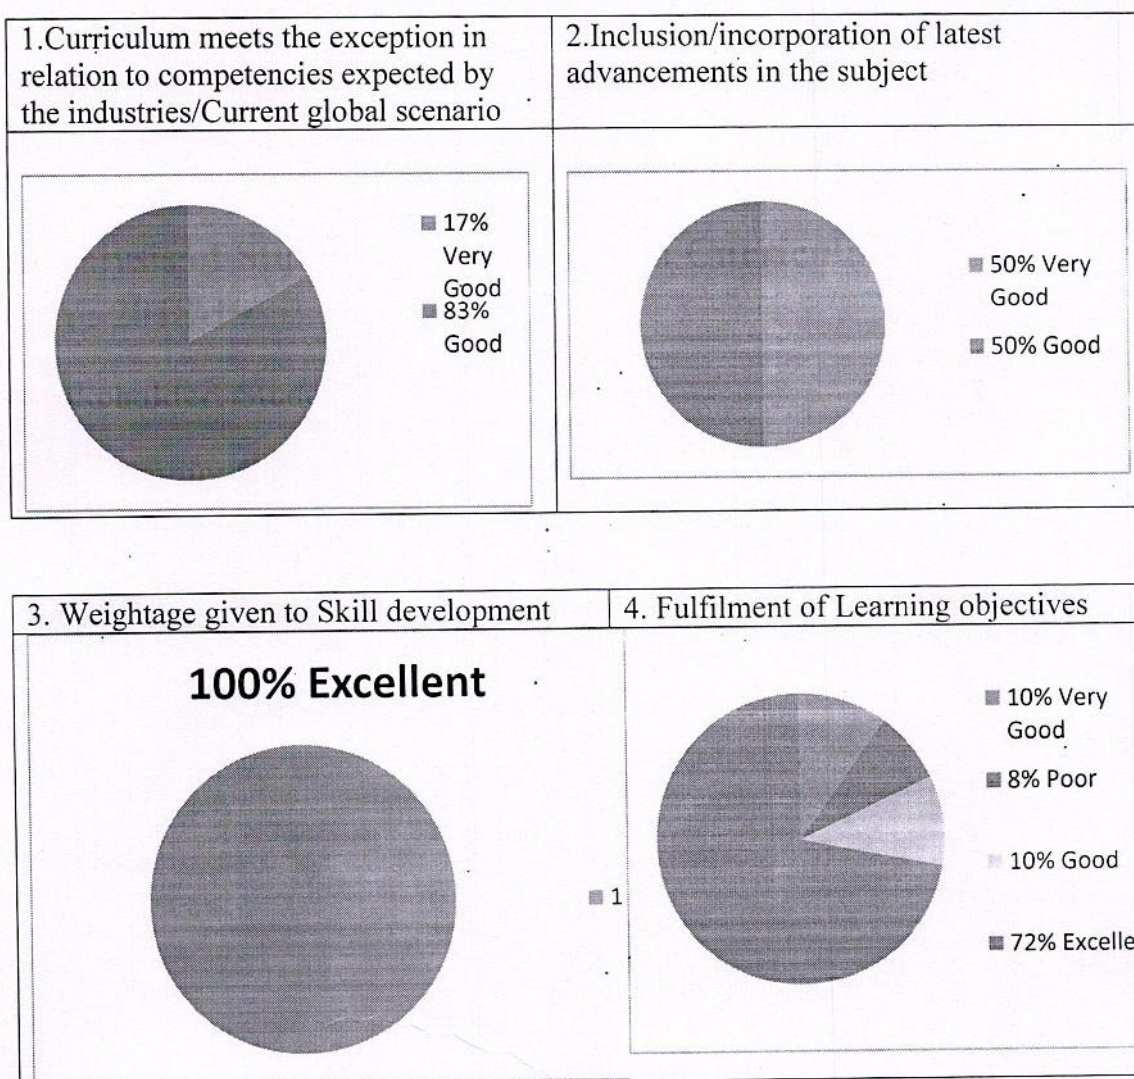 1.Curriculum meets the exception in
relation to competencies expected by
the industries/Current global scenario
2.Inclusion/incorporation of latest
advancements in the subject
17%
Very
Good
83%
Good
50% Very
Good
50% Good
3. Weightage given to Skill development
4. Fulfilment of Learning objectives
100% Excellent
1
10% Very
Good
8% Poor
10% Good
72% Excelle